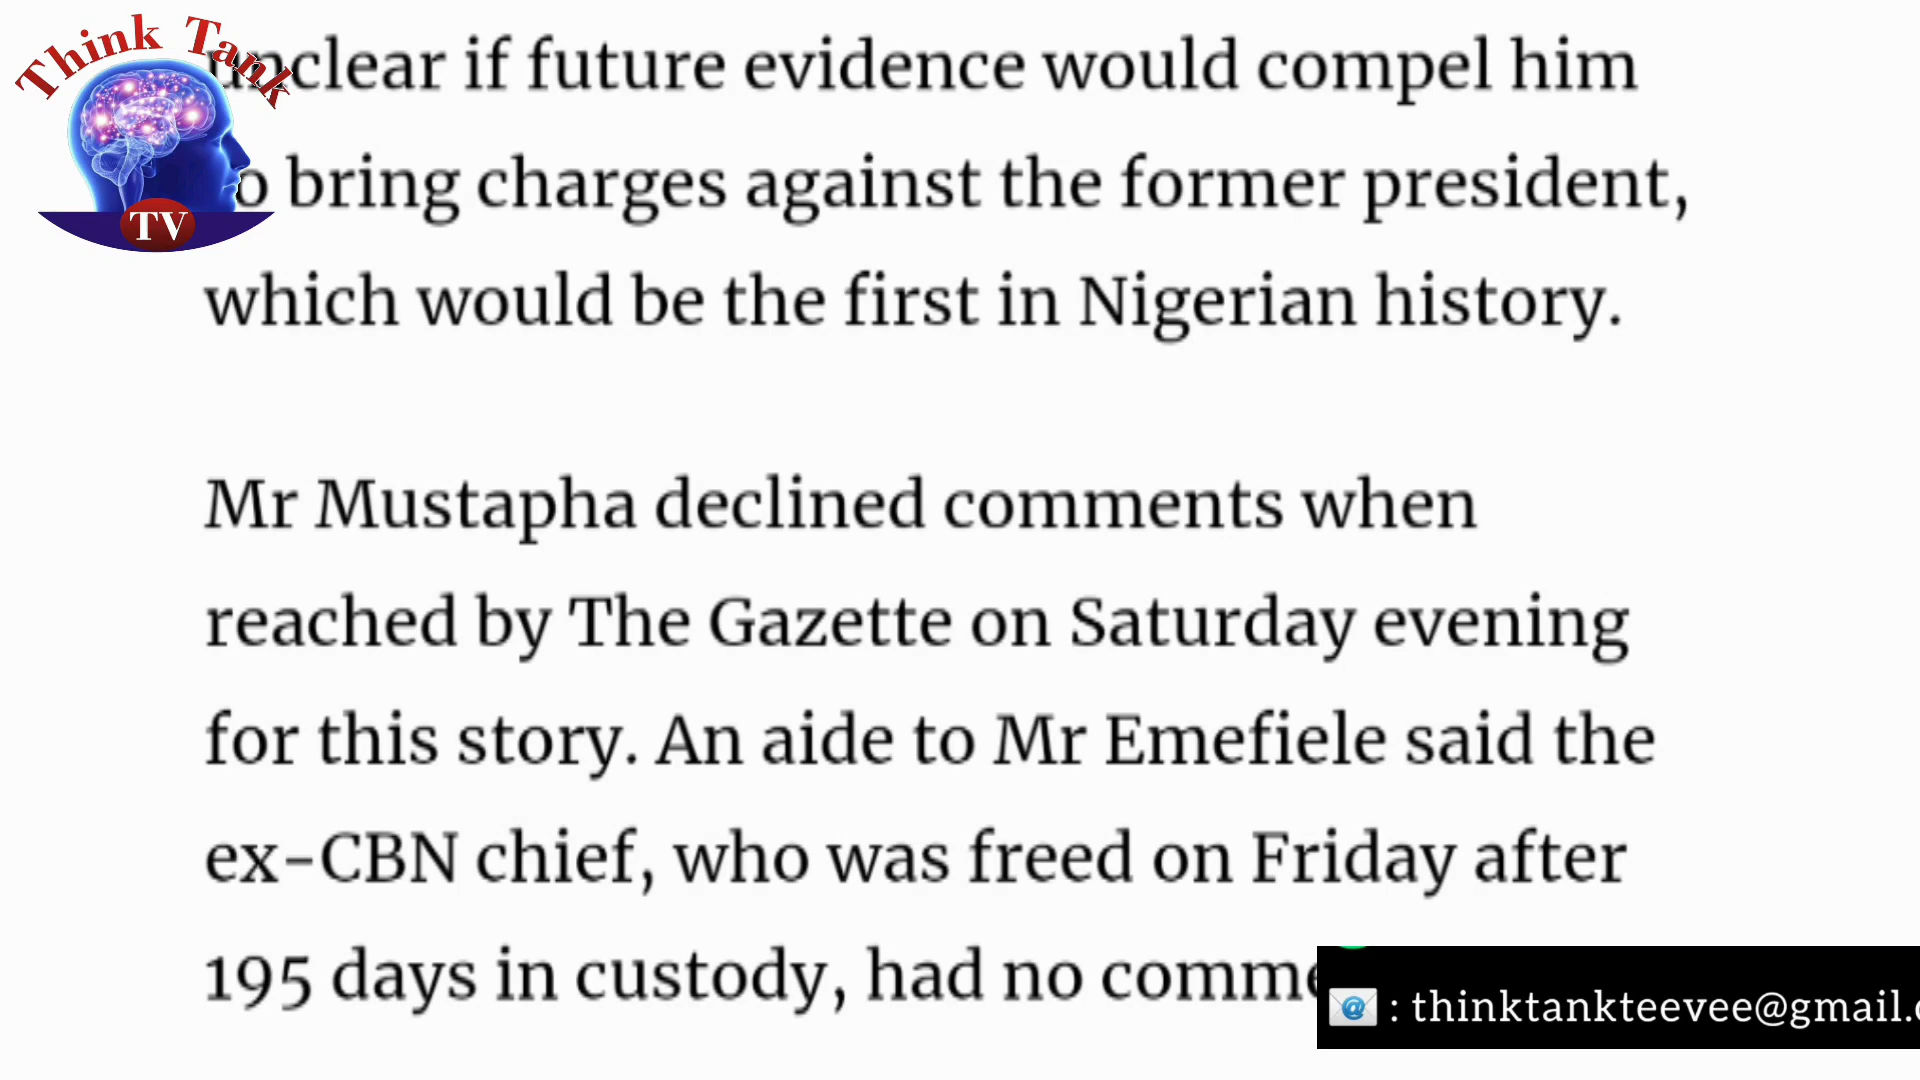 Think Tank
TV
unclear if future evidence would compel him
to bring charges against the former president,
which would be the first in Nigerian history.
Mr Mustapha declined comments when
reached by The Gazette on Saturday evening
for this story. An aide to Mr Emefiele said the
ex-CBN chief, who was freed on Friday after
195 days in custody, had no comme
: thinktankteevee@gmail.c